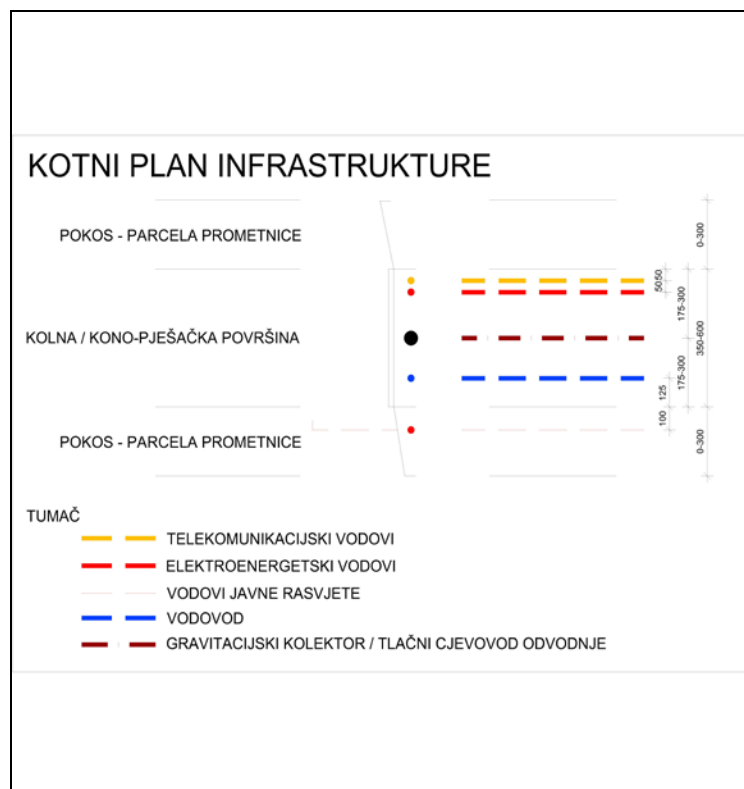 KOTNI PLAN INFRASTRUKTURE
POKOS - PARCELA PROMETNICE
0-300
5050
175-300
KOLNA / KONO-PJEŠAČKA POVRŠINA
350-600
175-300
125
100
POKOS - PARCELA PROMETNICE
0-300
TUMAČ
TELEKOMUNIKACIJSKI VODOVI
ELEKTROENERGETSKI VODOVI
VODOVI JAVNE RASVJETE
VODOVOD
GRAVITACIJSKI KOLEKTOR / TLAČNI CJEVOVOD ODVODNJE